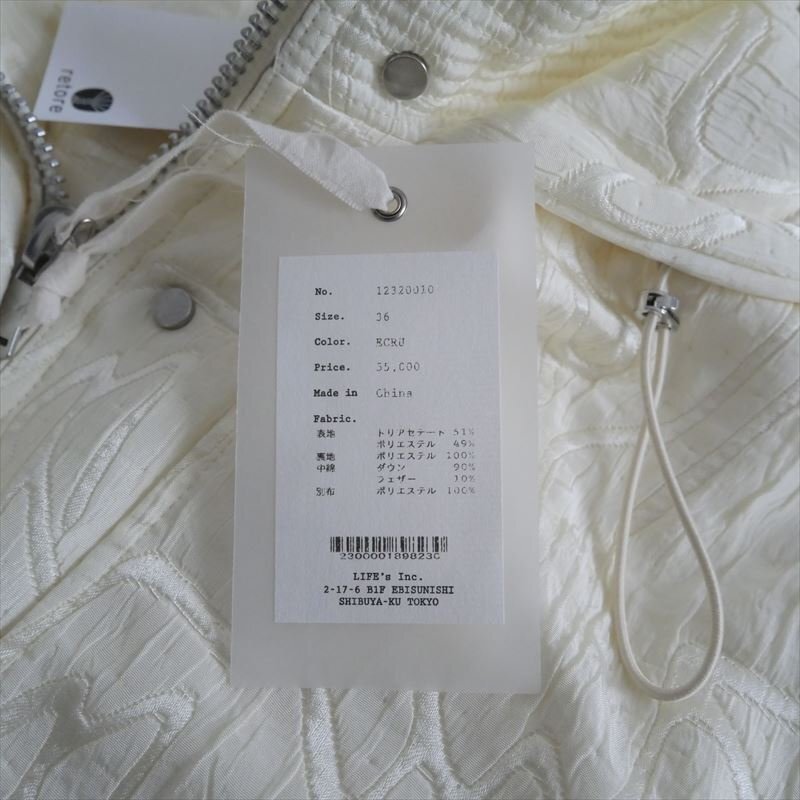 retore
No. 12320010
Size. 36
Color. ECRU
Price. 55,000
Made in China
Fabric.
表地 トリアセテート 51%
ポリエステル 49%
裏地 ポリエステル 100%
中綿 ダウン 90%
フェザー 10%
別布 ポリエステル 100%
230000189823C
LIFE's Inc.
2-17-6 B1F EBISUNISHI
SHIBUYA-KU TOKYO